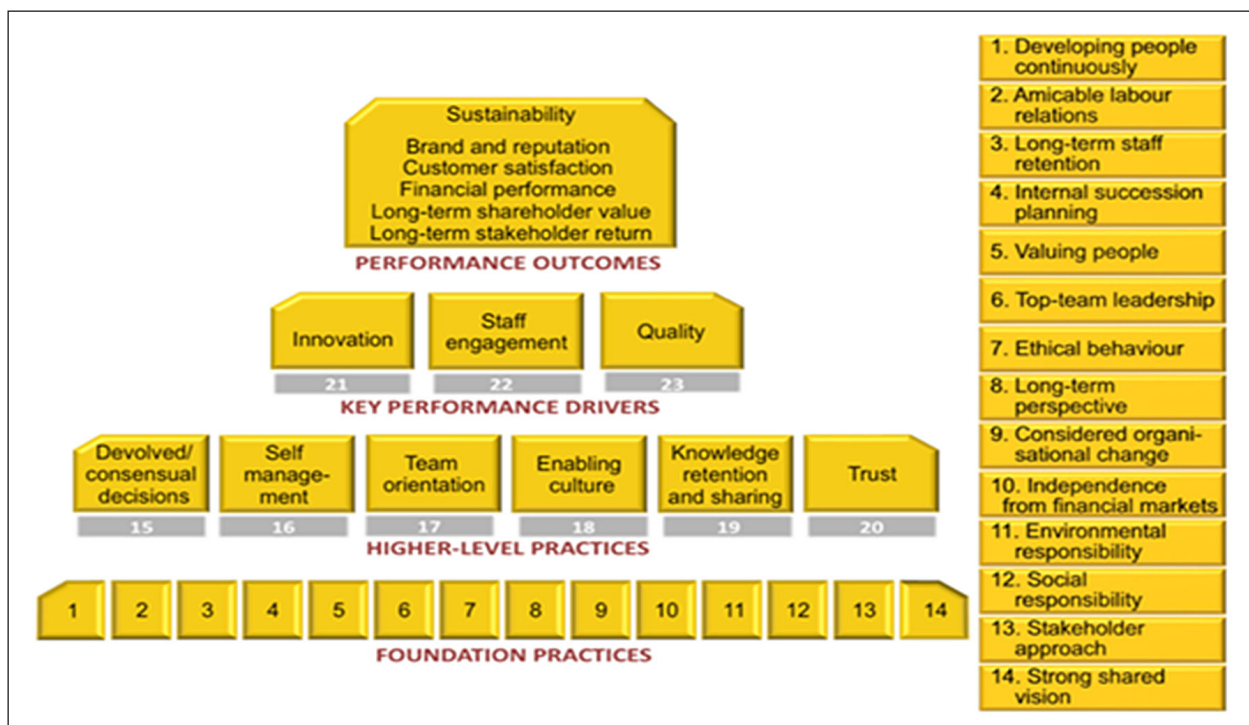 Sustainability
Brand and reputation
Customer satisfaction
Financial performance
Long-term shareholder value
Long-term stakeholder return
PERFORMANCE OUTCOMES
Innovation
Staff
engagement
Quality
21
22
23
KEY PERFORMANCE DRIVERS
Devolved/
consensual
decisions
Self
manage-
ment
Team
orientation
Enabling
culture
Knowledge
retention
and sharing
Trust
15
16
17
18
19
20
HIGHER-LEVEL PRACTICES
1
2
3
4
5
6
7
8
9
10
11
12
13
14
FOUNDATION PRACTICES
1. Developing people
continuously
2. Amicable labour
relations
3. Long-term staff
retention
4. Internal succession
planning
5. Valuing people
6. Top-team leadership
7. Ethical behaviour
8. Long-term
perspective
9. Considered organi-
sational change
10. Independence
from financial markets
11. Environmental
responsibility
12. Social
responsibility
13. Stakeholder
approach
14. Strong shared
vision